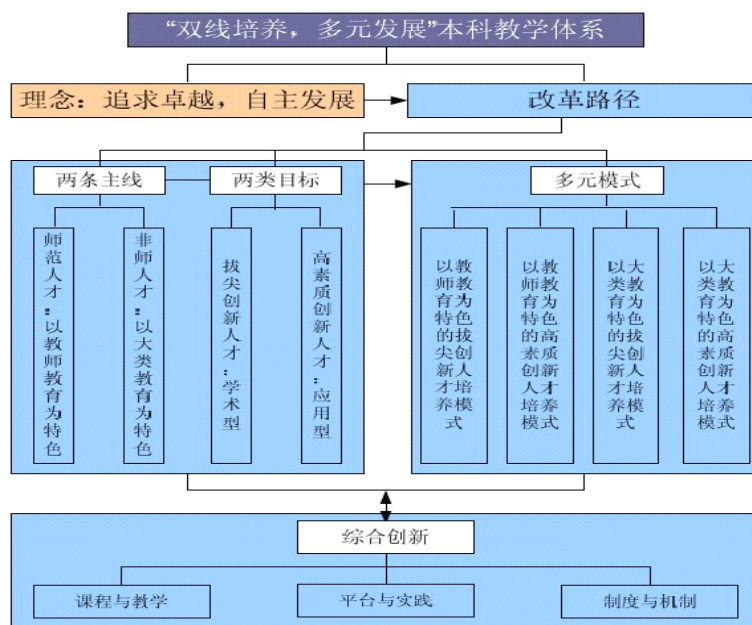 “双线培养，多元发展”本科教学体系
理念：追求卓越，自主发展
改革路径
两条主线
两类目标
多元模式
师范人才：以教师教育为特色
非师人才：以大类教育为特色
拔尖创新人才：学术型
高素质创新人才：应用型
以教师教育为特色的拔尖创新人才培养模式
以教师教育为特色的高素质创新人才培养模式
以大类教育为特色的拔尖创新人才培养模式
以大类教育为特色的高素质创新人才培养模式
综合创新
课程与教学
平台与实践
制度与机制